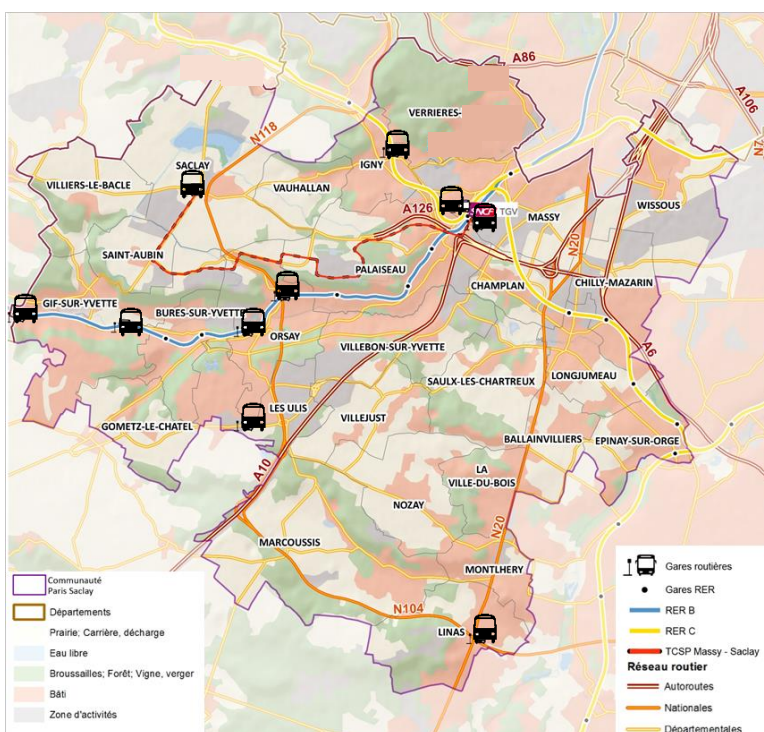 A86
A106
VERRIERES-
N118
N7
IGNY
SACLAY
VILLIERS-LE-BACLE
VAUHALLAN
WISSOUS
A126
SNCF TGV
MASSY
N20
SAINT-AUBIN
PALAISEAU
CHAMPLAN
CHILLY-MAZARIN
GIF-SUR-YVETTE
BURES-SUR-YVETTE
ORSAY
VILLEBON-SUR-YVETTE
A6
SAULX-LES-CHARTREUX
LONGJUMEAU
LES ULIS
VILLEJUST
GOMETZ-LE-CHATEL
BALLAINVILLIERS
EPINAY-SUR-ORGE
A10
LA
VILLE-DU-BOIS
NOZAY
N20
MARCOUSSIS
MONTLHERY
N104
LINAS
Communauté
Paris Saclay
Départements
Prairie; Carrière, décharge
Eau libre
Broussailles; Forêt; Vigne, verger
Bâti
Zone d'activités
Gares routières
Gares RER
RER B
RER C
TCSP Massy - Saclay
Réseau routier
Autoroutes
Nationales
Départementales